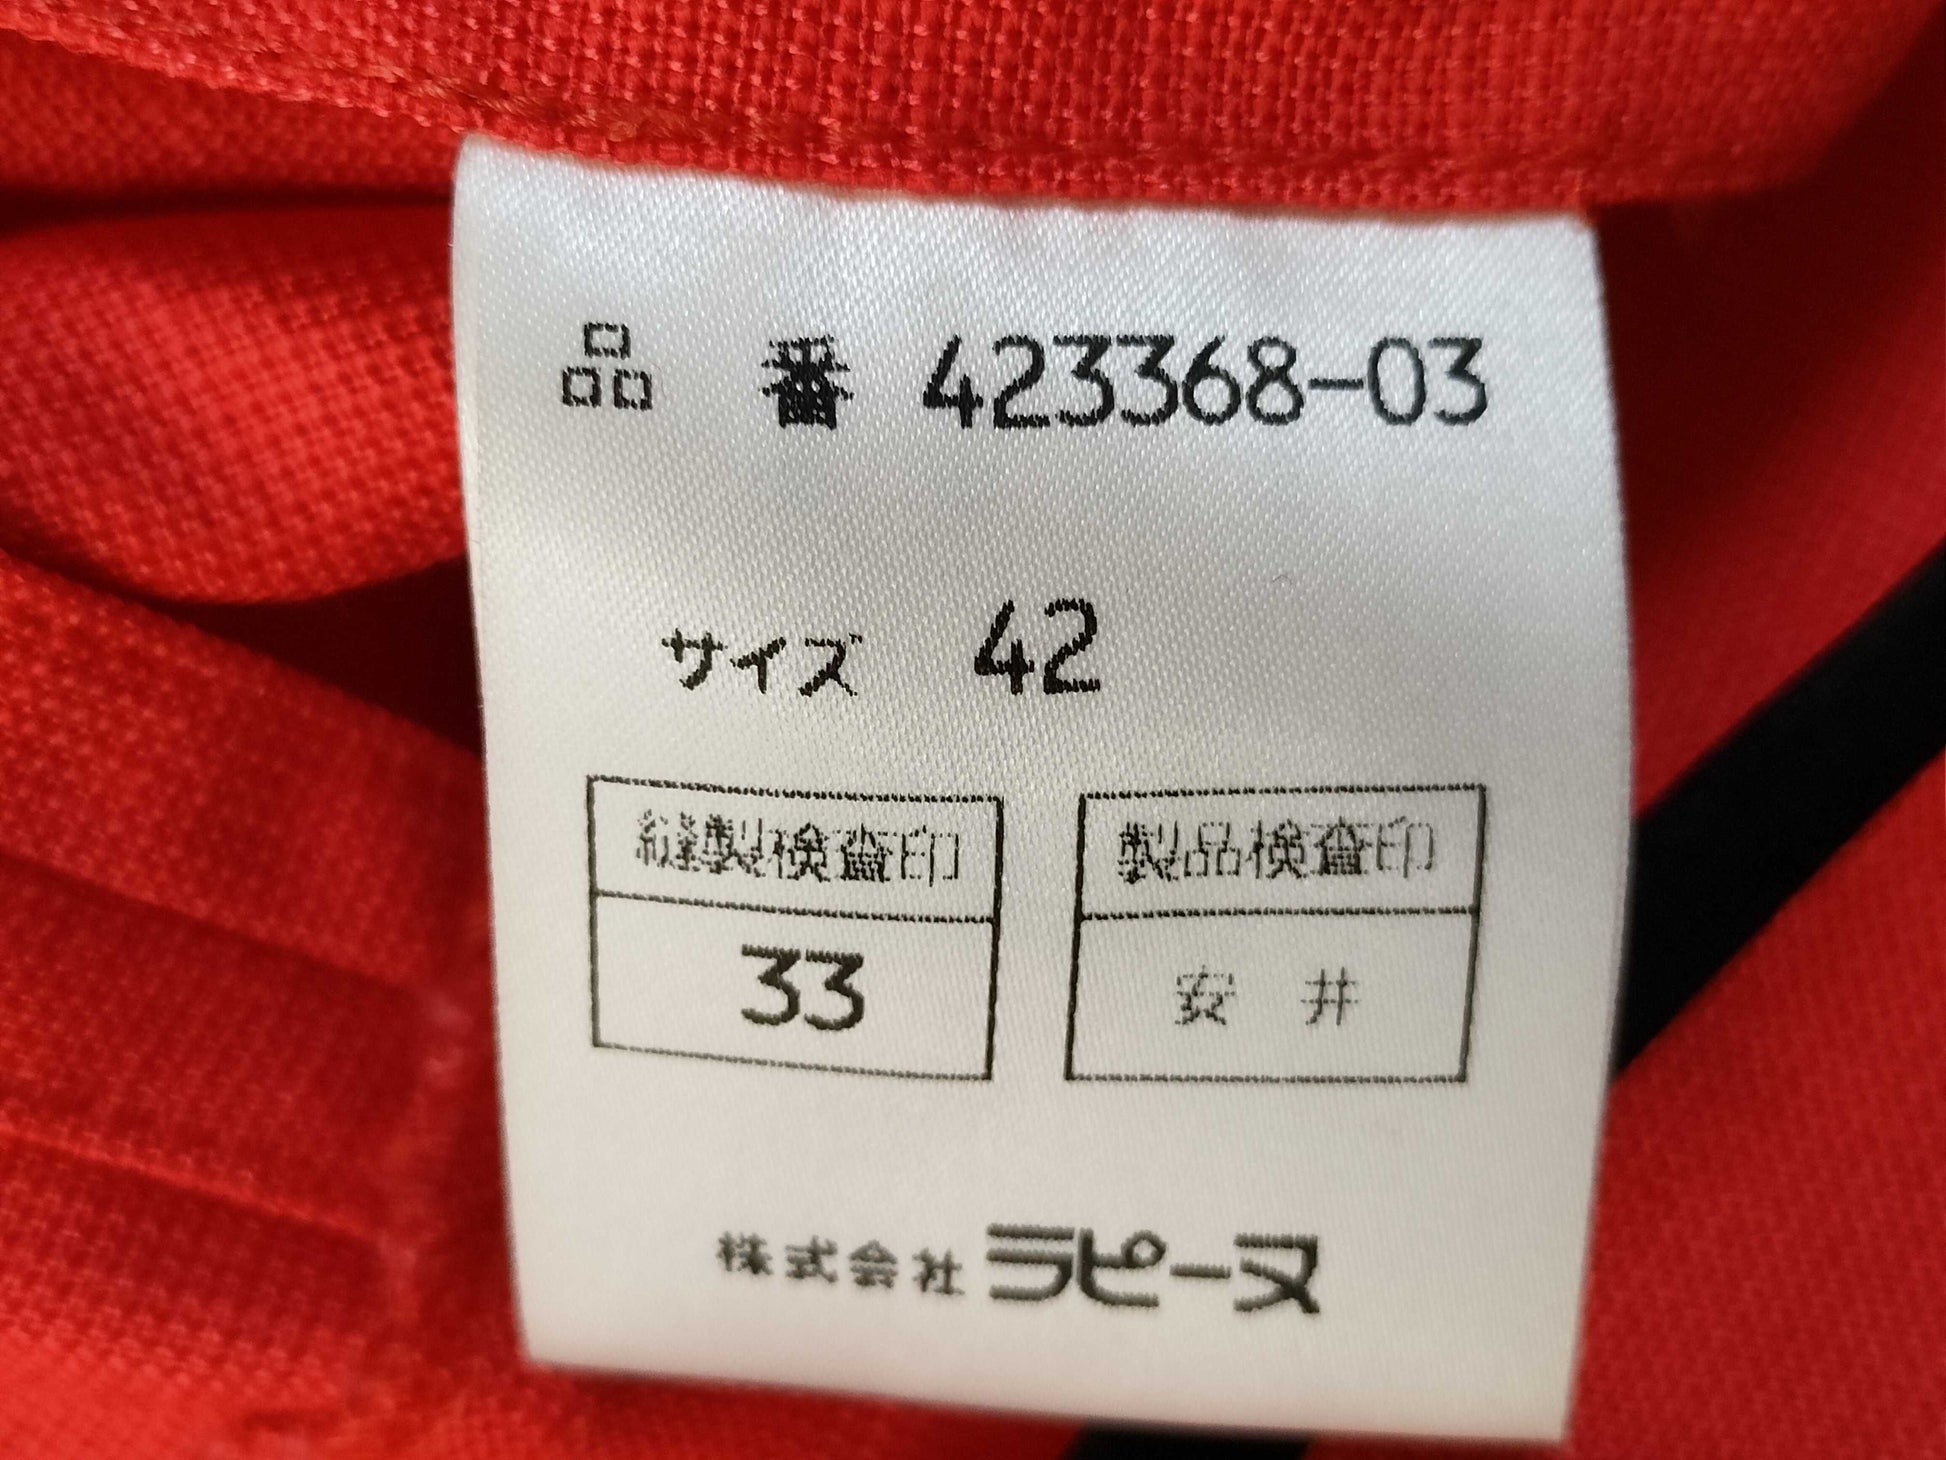 品 番 423368-03
サイズ 42
縫製検査印 製品検査印
33 安 井
株式会社 ラピーヌ